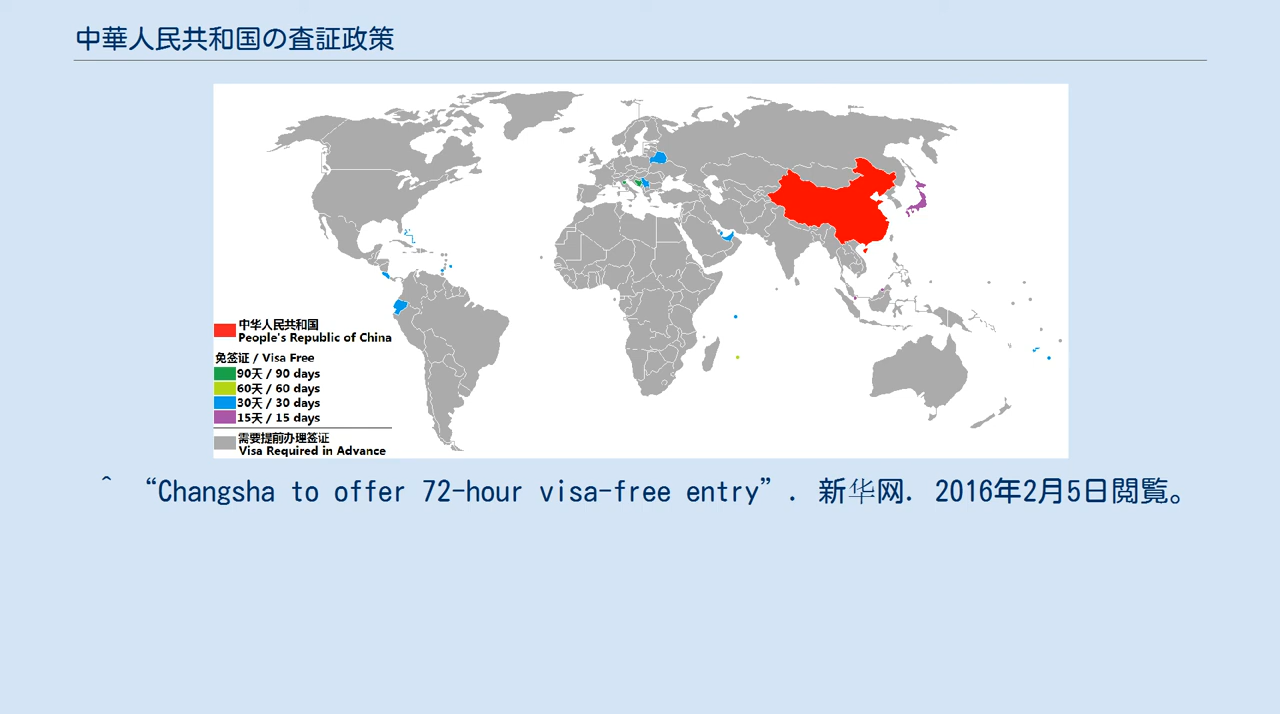 中華人民共和国の査証政策
中华人民共和国
People's Republic of China
免签证 / Visa Free
90天 / 90 days
60天 / 60 days
30天 / 30 days
15天 / 15 days
需要提前办理签证
Visa Required in Advance
^ “Changsha to offer 72-hour visa-free entry”. 新华网. 2016年2月5日閲覧。